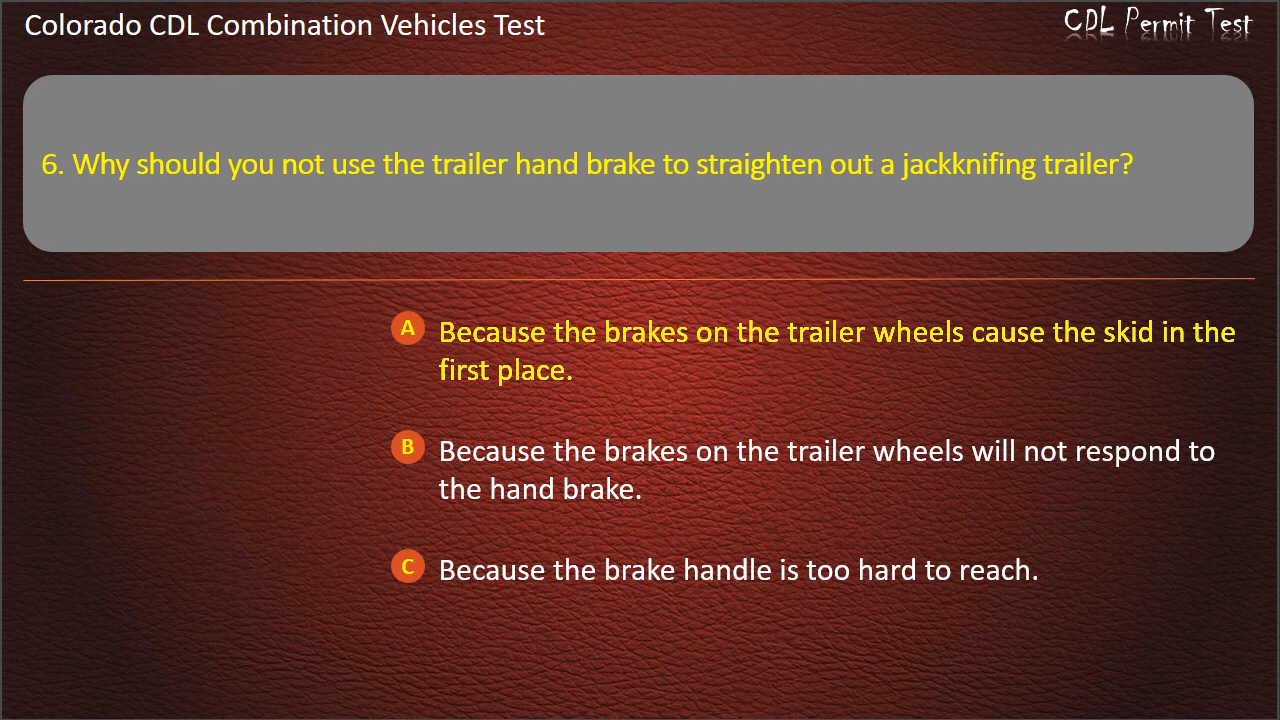 Colorado CDL Combination Vehicles Test
CDL Permit Test
6. Why should you not use the trailer hand brake to straighten out a jackknifing trailer?
A Because the brakes on the trailer wheels cause the skid in the
first place.
B Because the brakes on the trailer wheels will not respond to
the hand brake.
C Because the brake handle is too hard to reach.